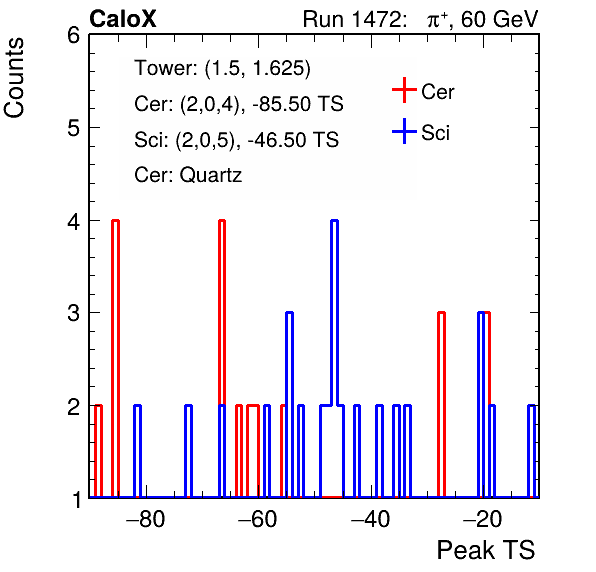 CaloX Run 1472: π⁺, 60 GeV
Counts
6
5
4
3
2
1
Tower: (1.5, 1.625)
Cer: (2,0,4), -85.50 TS
Sci: (2,0,5), -46.50 TS
Cer: Quartz
Cer
Sci
−80 −60 −40 −20
Peak TS